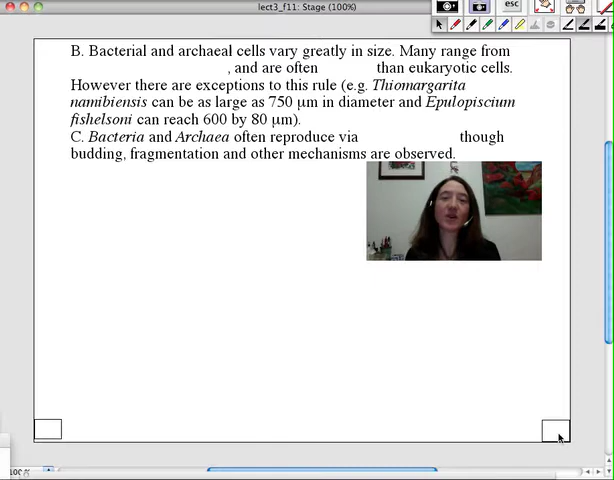 lect3_f11: Stage (100%)
esc
B. Bacterial and archaeal cells vary greatly in size. Many range from
, and are often than eukaryotic cells.
However there are exceptions to this rule (e.g. Thiomargarita
namibiensis can be as large as 750 µm in diameter and Epulopiscium
fishelsoni can reach 600 by 80 µm).
C. Bacteria and Archaea often reproduce via though
budding, fragmentation and other mechanisms are observed.
100%